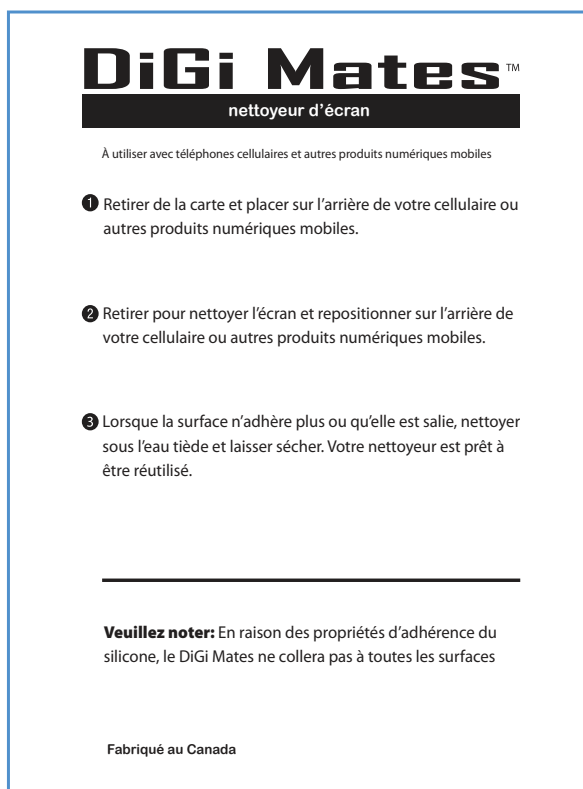 DiGi Mates™
nettoyeur d'écran
À utiliser avec téléphones cellulaires et autres produits numériques mobiles
1 Retirer de la carte et placer sur l'arrière de votre cellulaire ou
autres produits numériques mobiles.
2 Retirer pour nettoyer l'écran et repositionner sur l'arrière de
votre cellulaire ou autres produits numériques mobiles.
3 Lorsque la surface n'adhère plus ou qu'elle est salie, nettoyer
sous l'eau tiède et laisser sécher. Votre nettoyeur est prêt à
être réutilisé.
Veuillez noter: En raison des propriétés d'adhérence du
silicone, le DiGi Mates ne collera pas à toutes les surfaces
Fabriqué au Canada